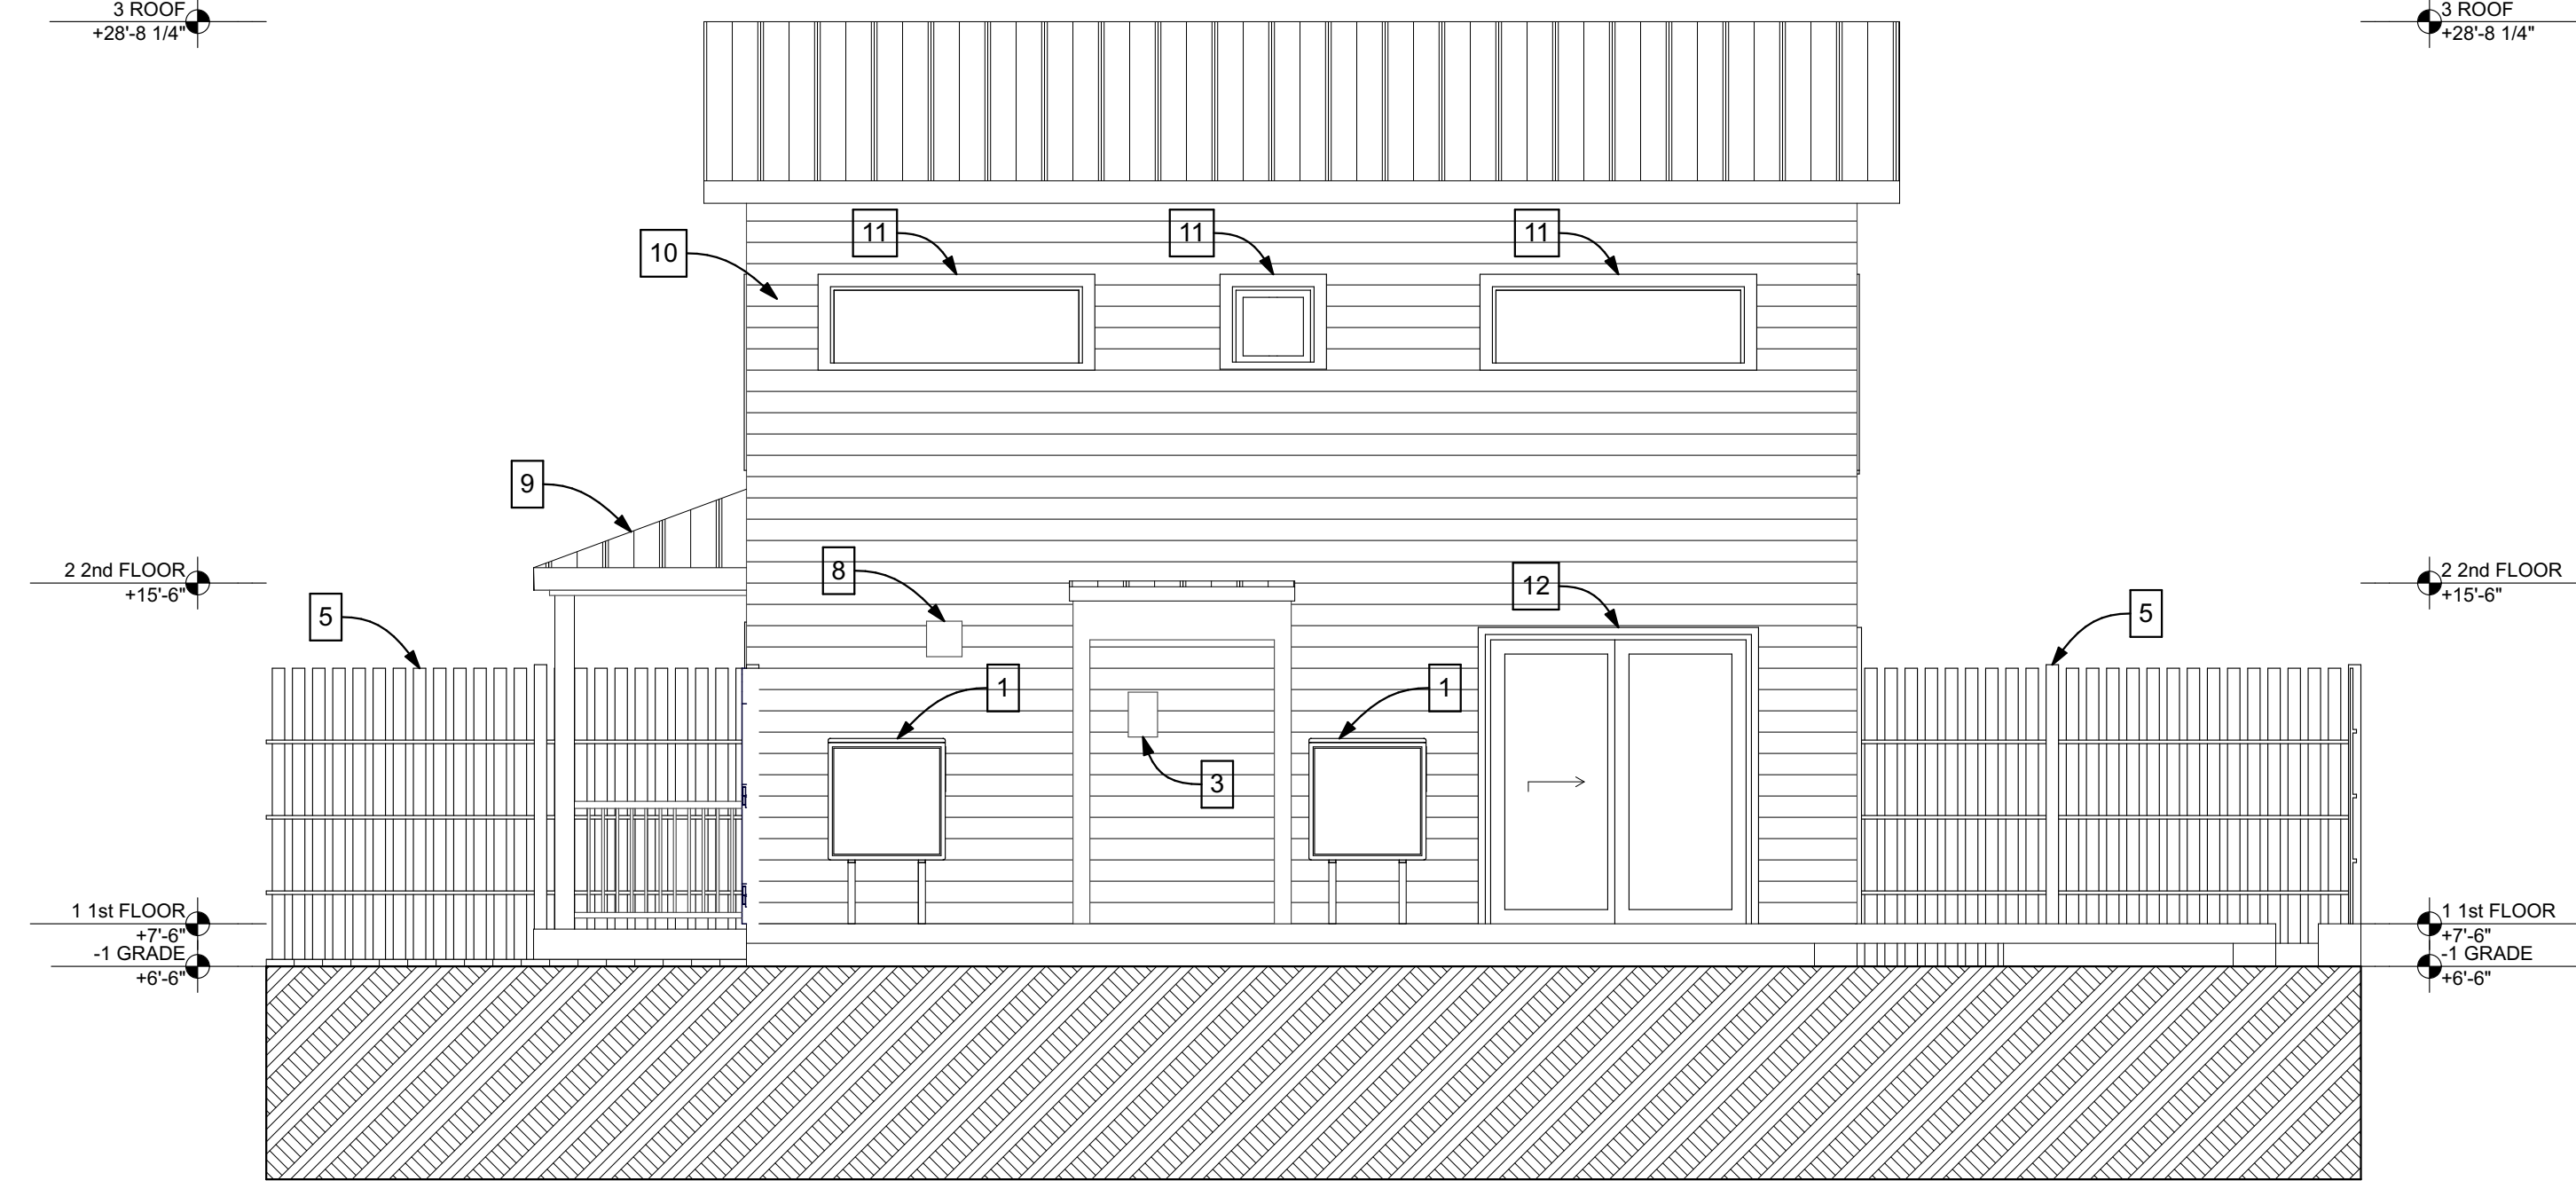 3 ROOF
+28'-8 1/4"
3 ROOF
+28'-8 1/4"
11
11
11
10
9
8
12
2 2nd FLOOR
+15'-6"
2 2nd FLOOR
+15'-6"
5
5
1
1
3
1 1st FLOOR
+7'-6"
-1 GRADE
+6'-6"
1 1st FLOOR
+7'-6"
-1 GRADE
+6'-6"